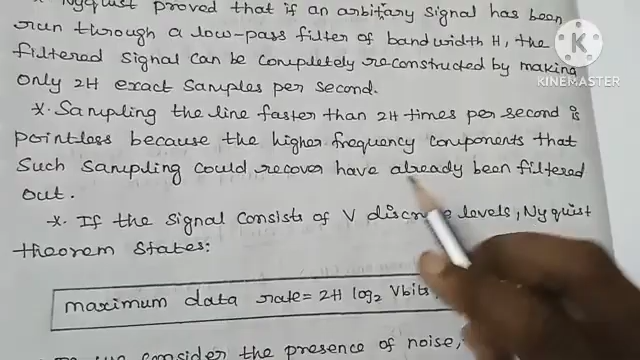 * Nyquist proved that if an arbitrary signal has been
run through a low-pass filter of bandwidth H, the
filtered signal can be completely reconstructed by making
only 2H exact samples per second.
*. Sampling the line faster than 2H times per second is
pointless because the higher frequency components that
such sampling could recover have already been filtered
out.
*. If the signal consists of V discrete levels, Nyquist
theorem states:
maximum data rate = 2H log₂ V bits
consider the presence of noise,
K
KINEMASTER